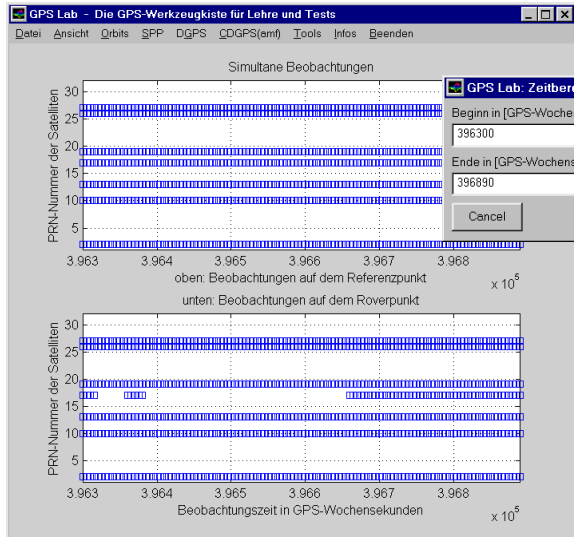 GPS Lab - Die GPS-Werkzeugkiste für Lehre und Tests
Datei Ansicht Orbits SPP DGPS CDGPS(amf) Tools Infos Beenden
Simultane Beobachtungen
PRN-Nummer der Satelliten
30
25
20
15
10
5
3.963 3.964 3.965 3.966 3.967 3.968
x 10^5
oben: Beobachtungen auf dem Referenzpunkt
unten: Beobachtungen auf dem Roverpunkt
PRN-Nummer der Satelliten
30
25
20
15
10
5
3.963 3.964 3.965 3.966 3.967 3.968
x 10^5
Beobachtungszeit in GPS-Wochensekunden
GPS Lab: Zeitbere
Beginn in [GPS-Wochen
396300
Ende in [GPS-Wochens
396890
Cancel